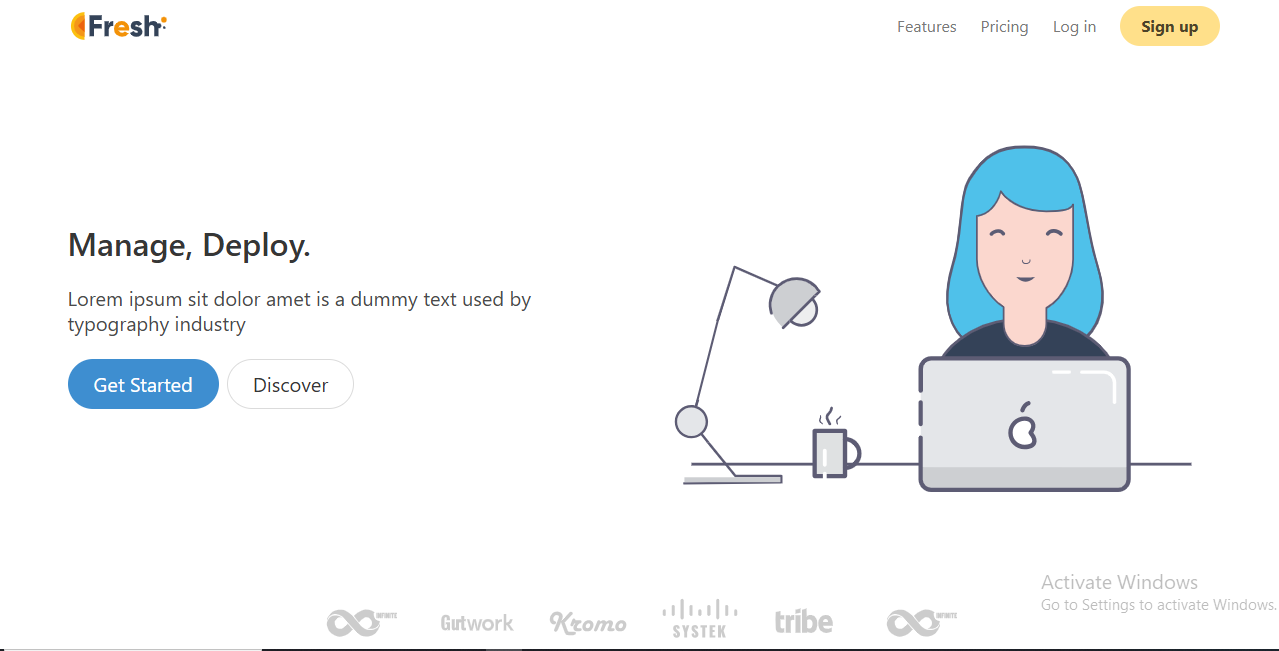 Fresh
Features Pricing Log in Sign up
Manage, Deploy.
Lorem ipsum sit dolor amet is a dummy text used by
typography industry
Get Started Discover
Activate Windows
Go to Settings to activate Windows.
INFINITE Gutwork Kromo SYSTEK tribe INFINITE